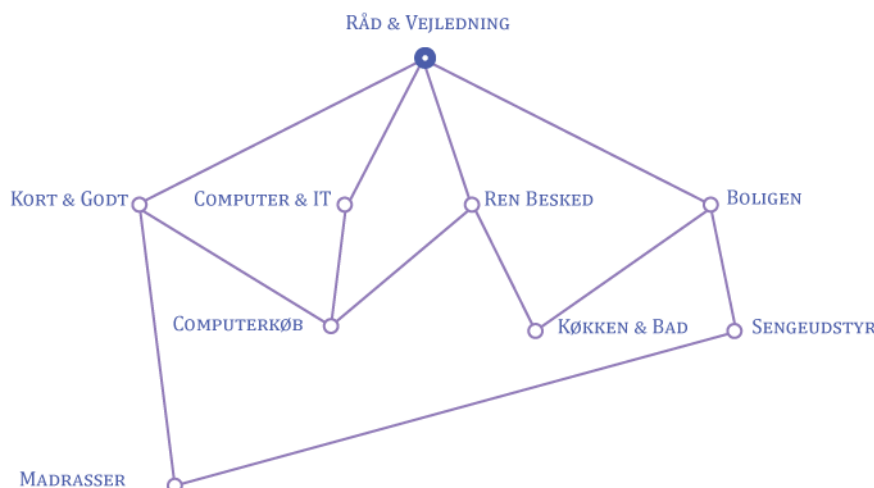 Råd & Vejledning
Kort & Godt
Computer & IT
Ren Besked
Boligen
Computerkøb
Køkken & Bad
Sengeudstyr
Madrasser